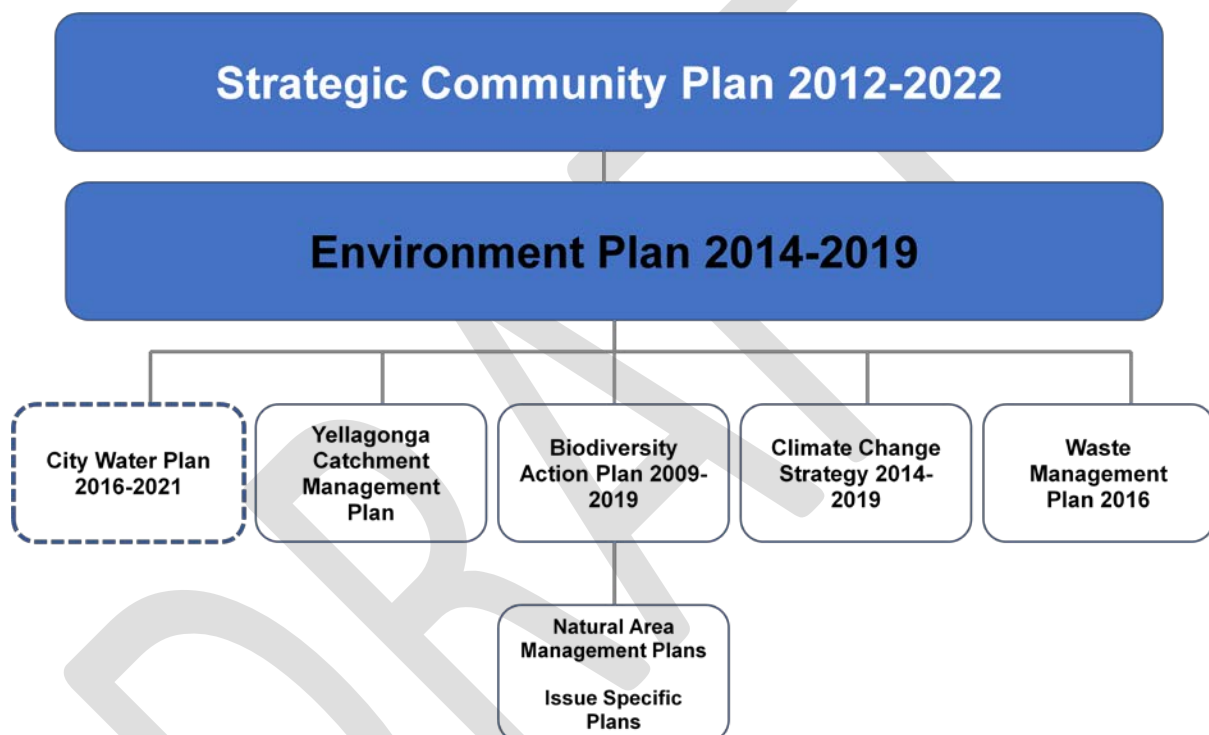 Strategic Community Plan 2012-2022
Environment Plan 2014-2019
City Water Plan
2016-2021
Yellagonga
Catchment
Management
Plan
Biodiversity
Action Plan 2009-
2019
Climate Change
Strategy 2014-
2019
Waste
Management
Plan 2016
Natural Area
Management Plans
Issue Specific
Plans
DRAFT